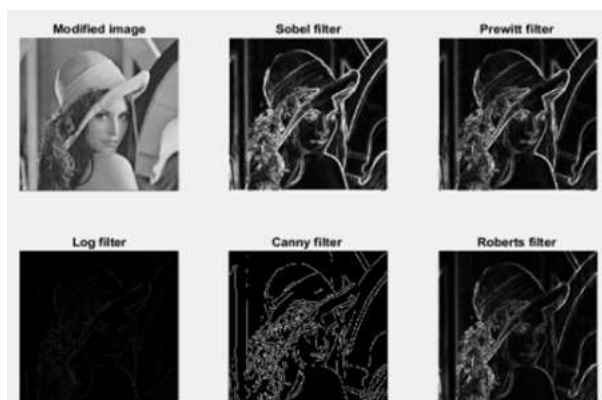 Modified image
Sobel filter
Prewitt filter
Log filter
Canny filter
Roberts filter